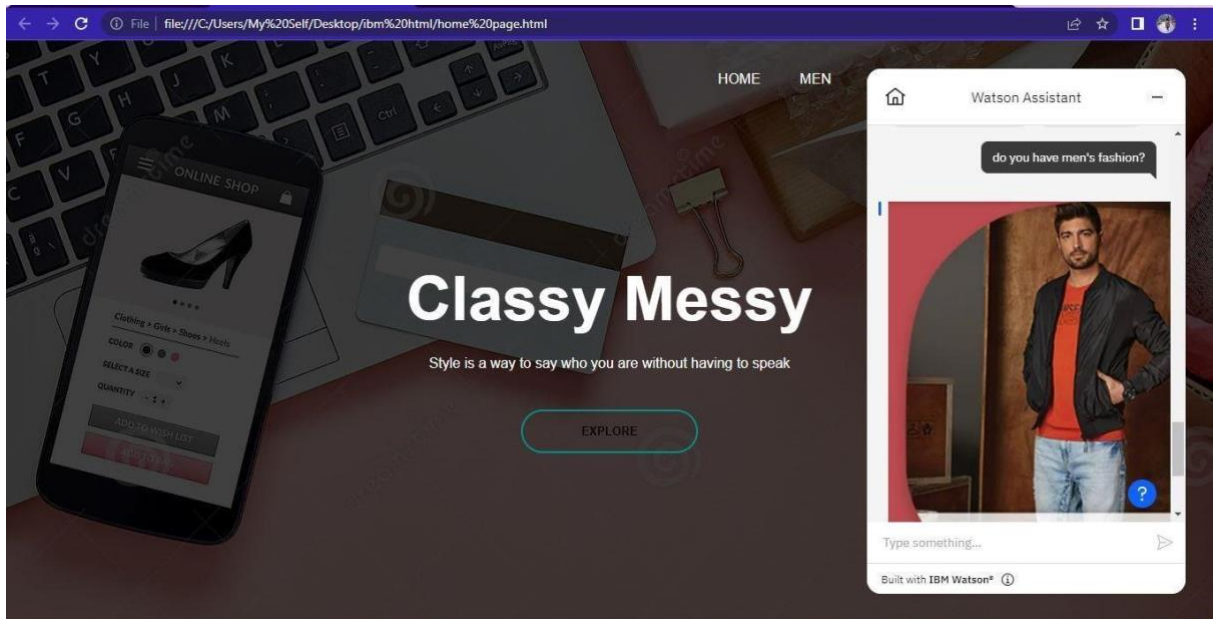 File | file:///C:/Users/My%20Self/Desktop/ibm%20html/home%20page.html
HOME MEN
Watson Assistant
do you have men's fashion?
ONLINE SHOP
Clothing > Girls > Shoes > Heels
COLOR
SELECT A SIZE
QUANTITY
ADD TO WISH LIST
Classy Messy
Style is a way to say who you are without having to speak
EXPLORE
?
Type something...
Built with IBM Watson®